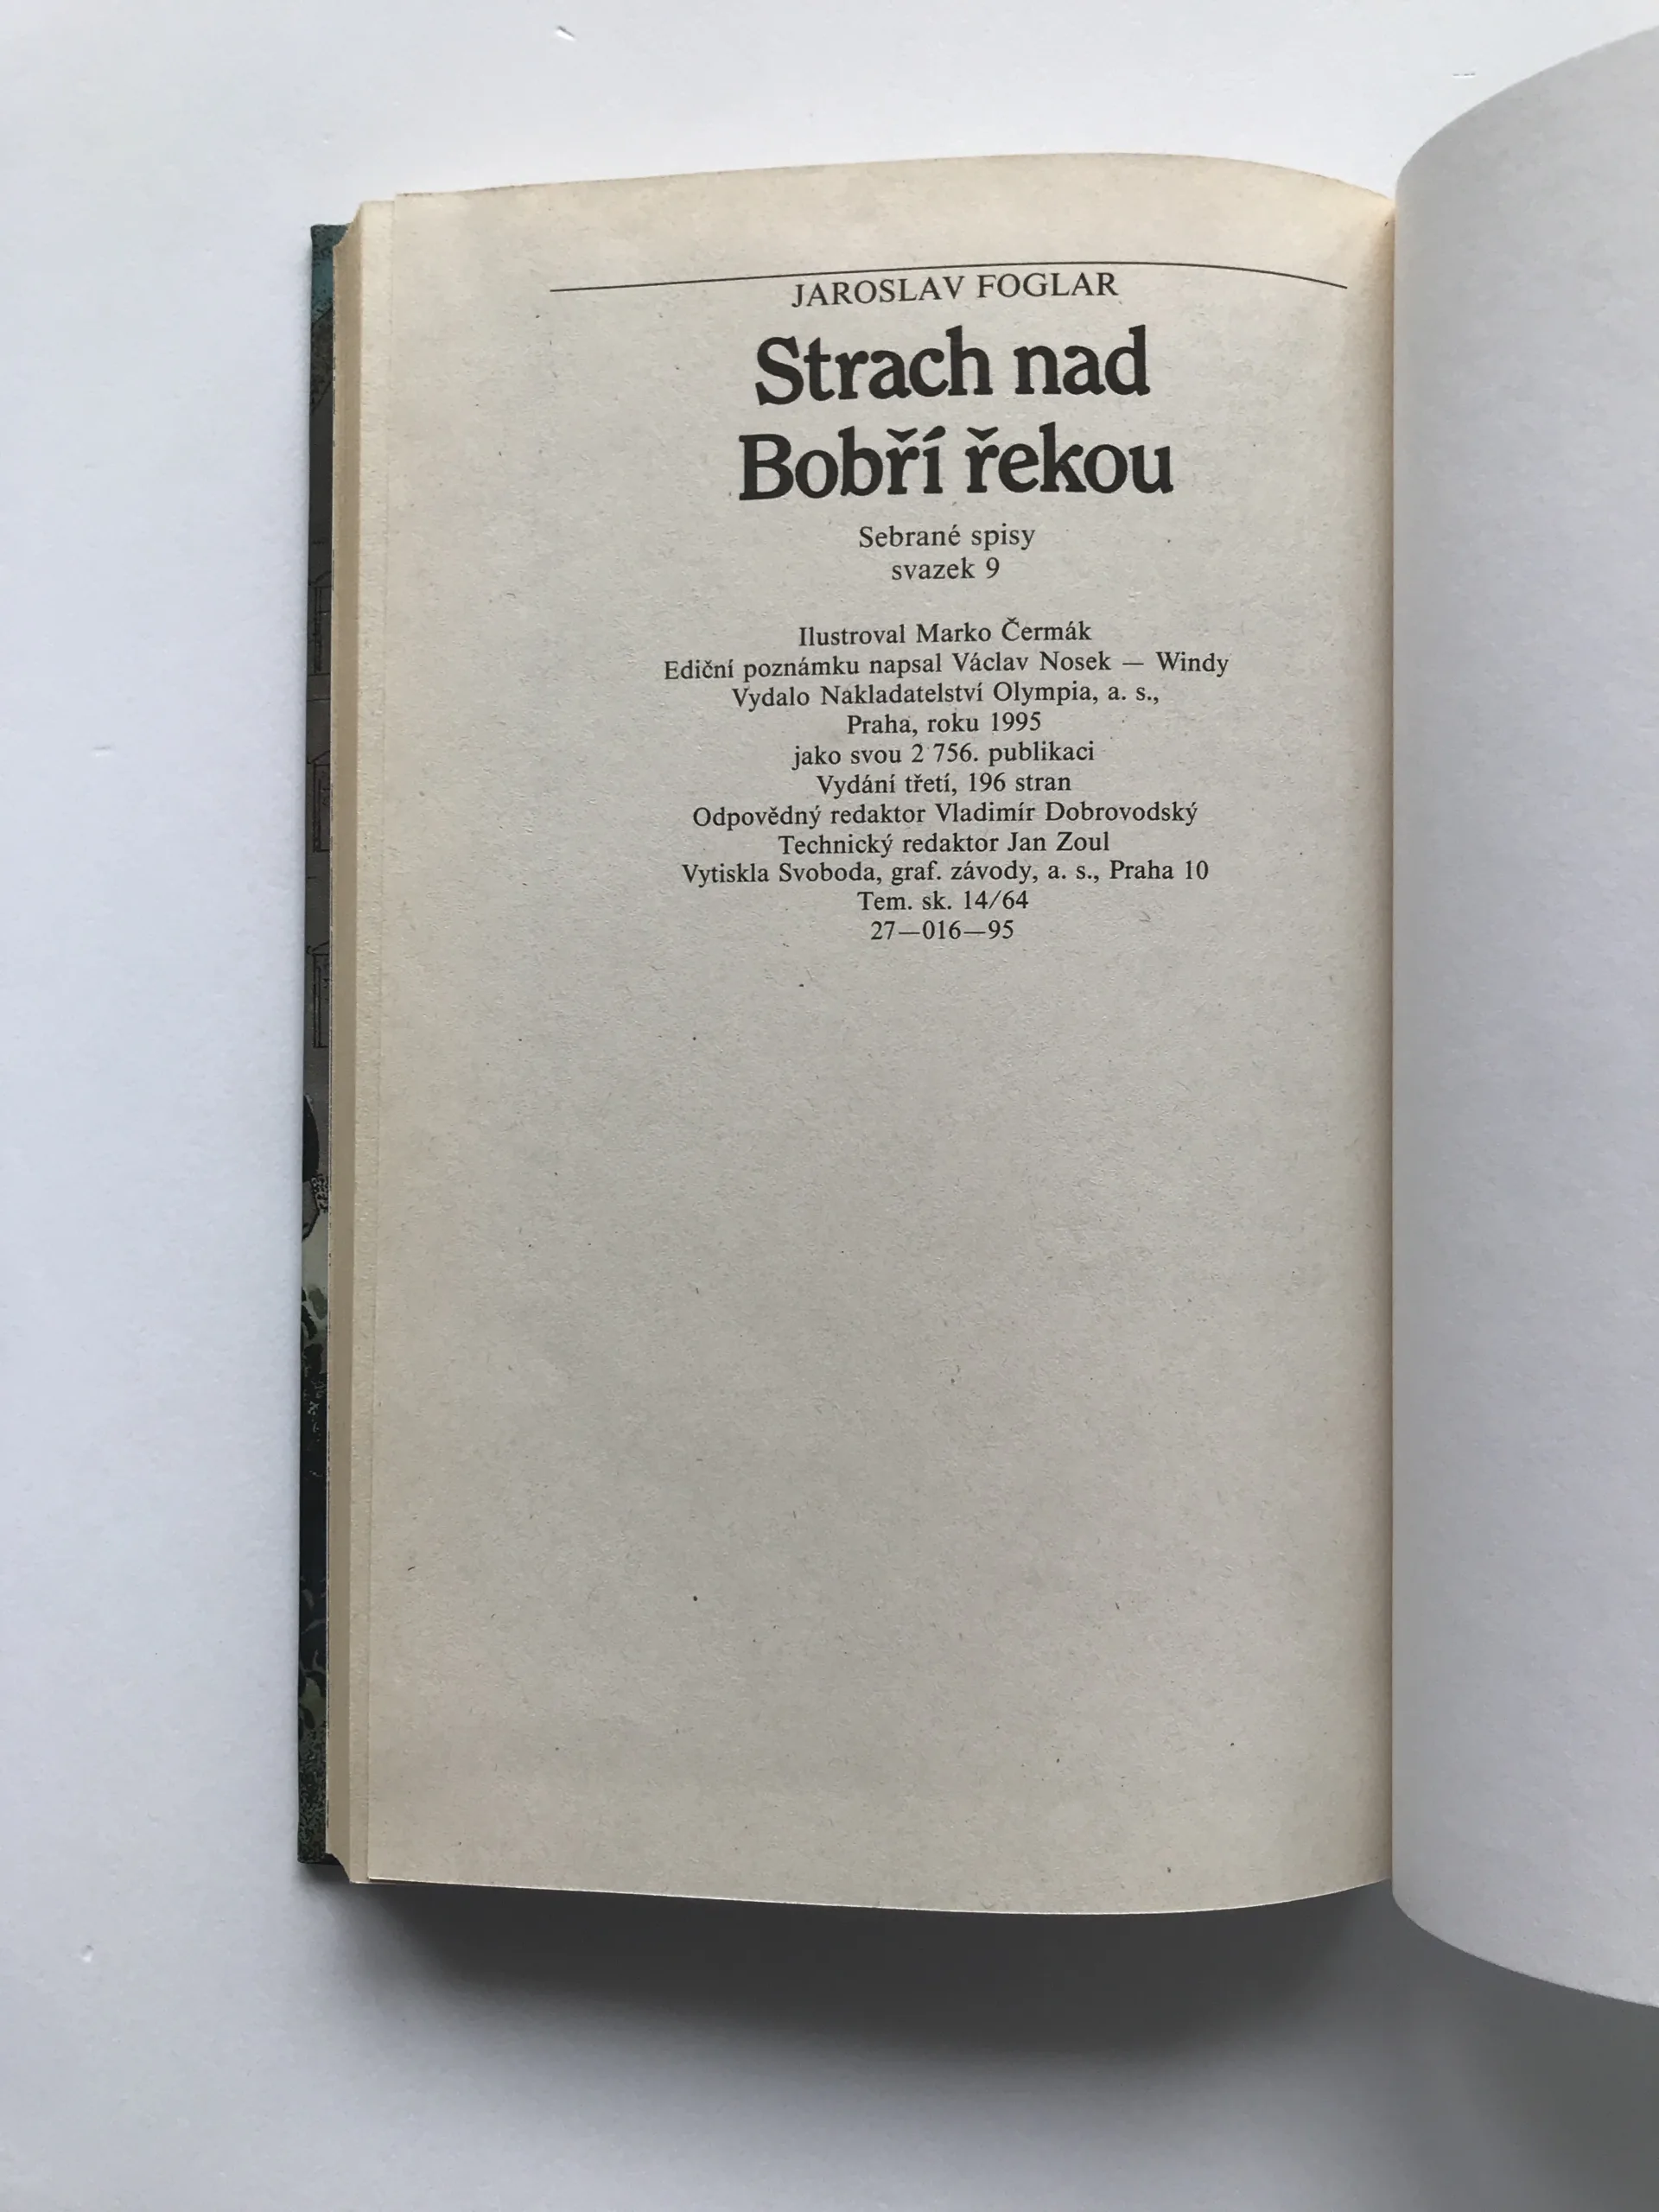 JAROSLAV FOGLAR
Strach nad
Bobří řekou
Sebrané spisy
svazek 9
Ilustroval Marko Čermák
Ediční poznámku napsal Václav Nosek — Windy
Vydalo Nakladatelství Olympia, a. s.,
Praha, roku 1995
jako svou 2 756. publikaci
Vydání třetí, 196 stran
Odpovědný redaktor Vladimír Dobrovodský
Technický redaktor Jan Zoul
Vytiskla Svoboda, graf. závody, a. s., Praha 10
Tem. sk. 14/64
27—016—95